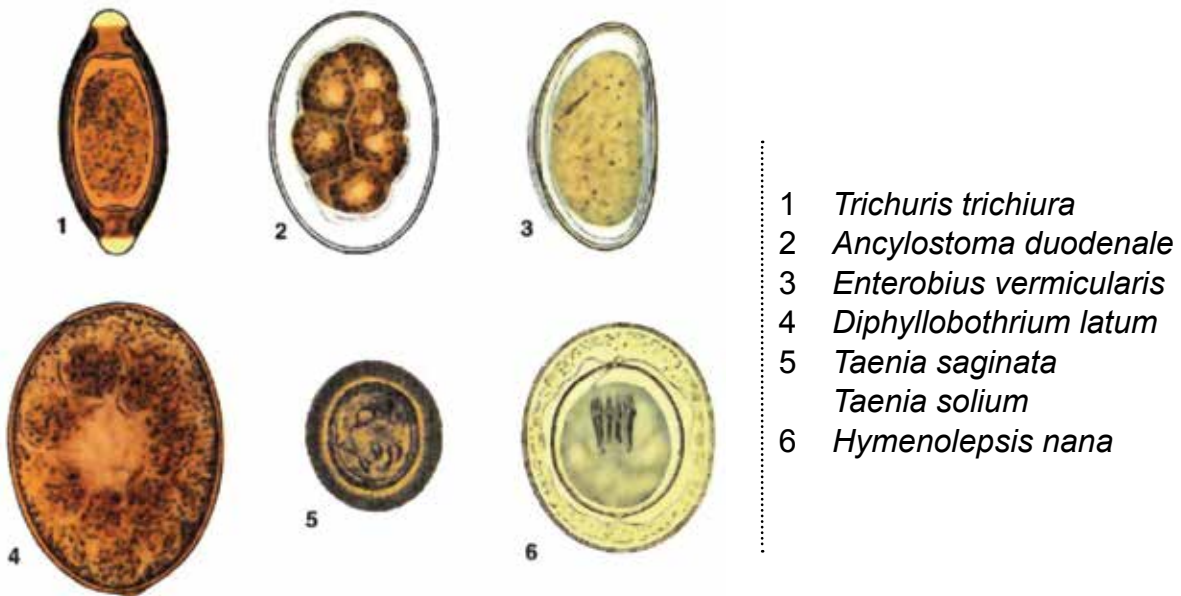 1
2
3
4
5
6
1 Trichuris trichiura
2 Ancylostoma duodenale
3 Enterobius vermicularis
4 Diphyllobothrium latum
5 Taenia saginata
Taenia solium
6 Hymenolepsis nana